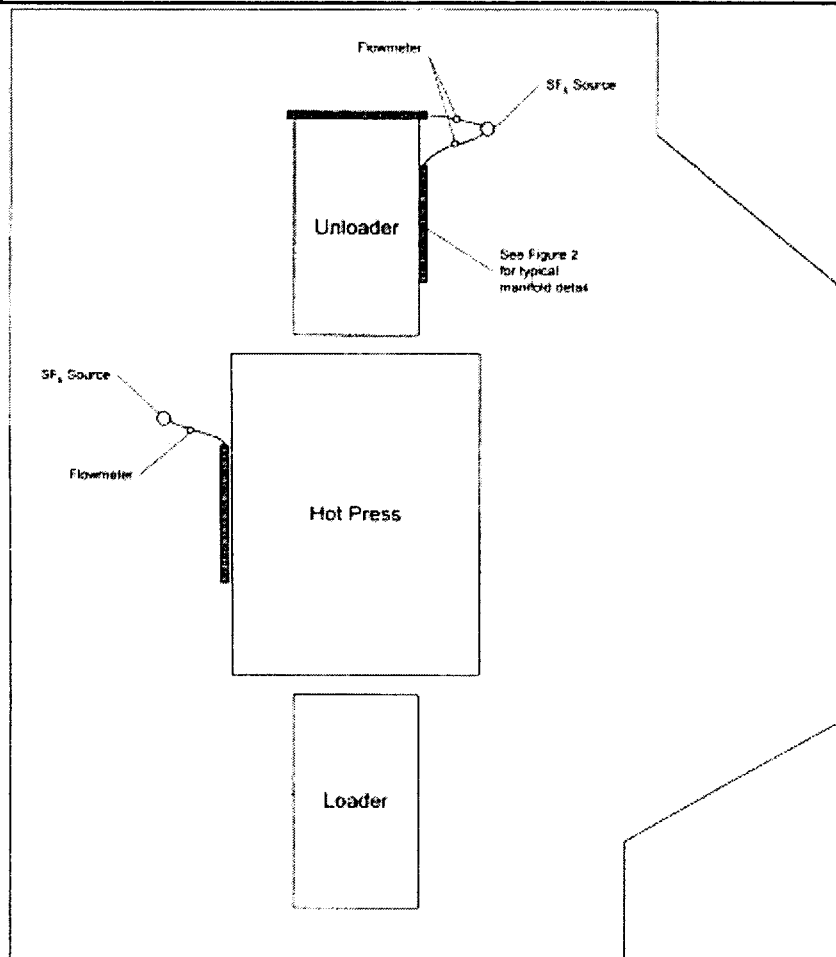 Flowmeter
SF₆ Source
Unloader
See Figure 2
for typical
manifold detail
SF₆ Source
Flowmeter
Hot Press
Loader